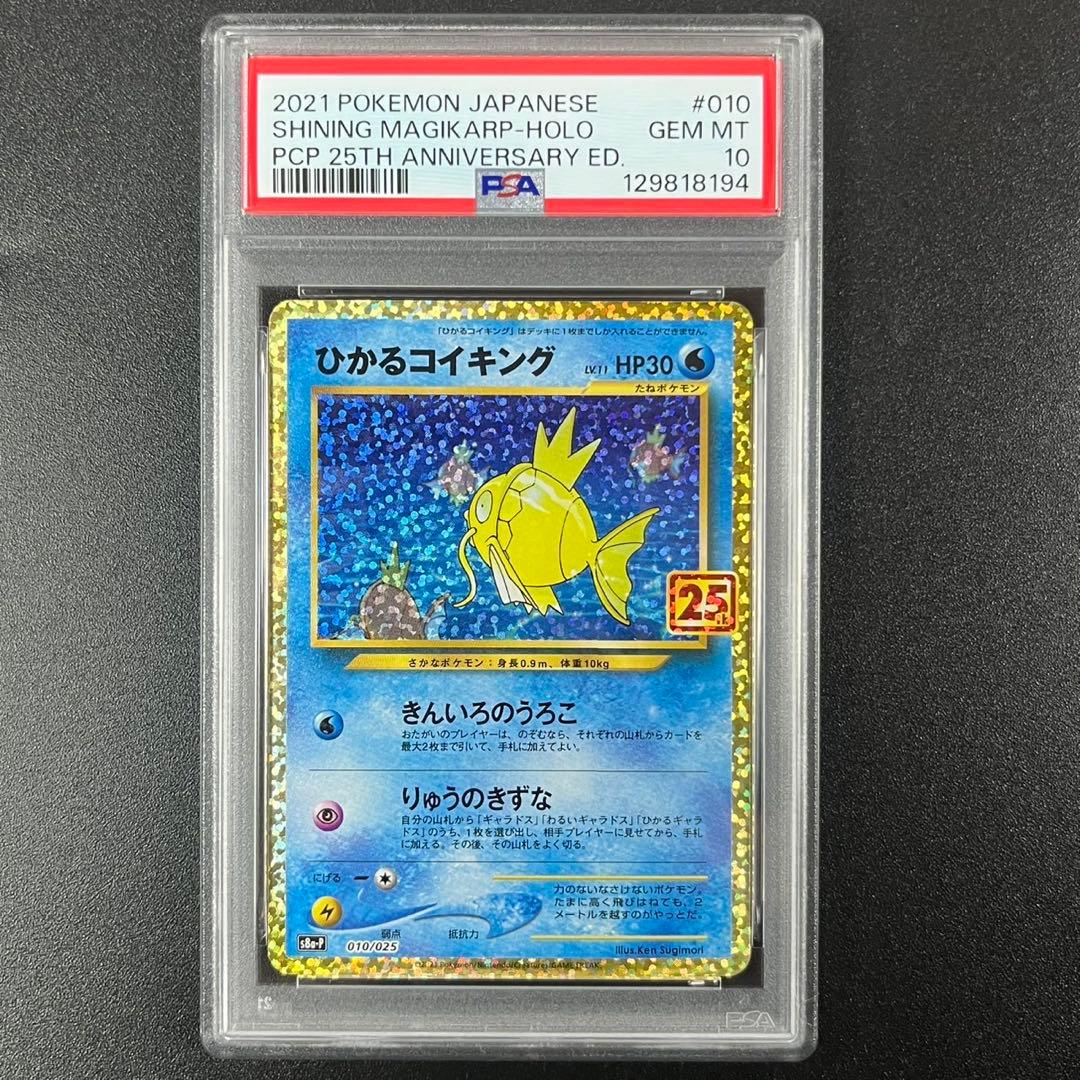 2021 POKEMON JAPANESE #010
SHINING MAGIKARP-HOLO GEM MT
PCP 25TH ANNIVERSARY ED. 10
PSA 129818194
「ひかるコイキング」はデッキに1枚までしか入れることができません。
ひかるコイキング LV.11 HP30
たねポケモン
25th
さかなポケモン：身長0.9m、体重10kg
きんいろのうろこ
おたがいのプレイヤーは、のぞむなら、それぞれの山札からカードを
最大2枚まで引いて、手札に加えてよい。
りゅうのきずな
自分の山札から「ギャラドス」「わるいギャラドス」「ひかるギャラ
ドス」のうち、1枚を選び出し、相手プレイヤーに見せてから、手札
に加える。その後、その山札をよく切る。
にげる
力のないなさけないポケモン。
たまに高く飛びはねても、2
メートルを越すのがやっとだ。
弱点 抵抗力
s8a-P 010/025
Illus.Ken Sugimori
©2021 Pokémon/Nintendo/Creatures/GAME FREAK.
PSA